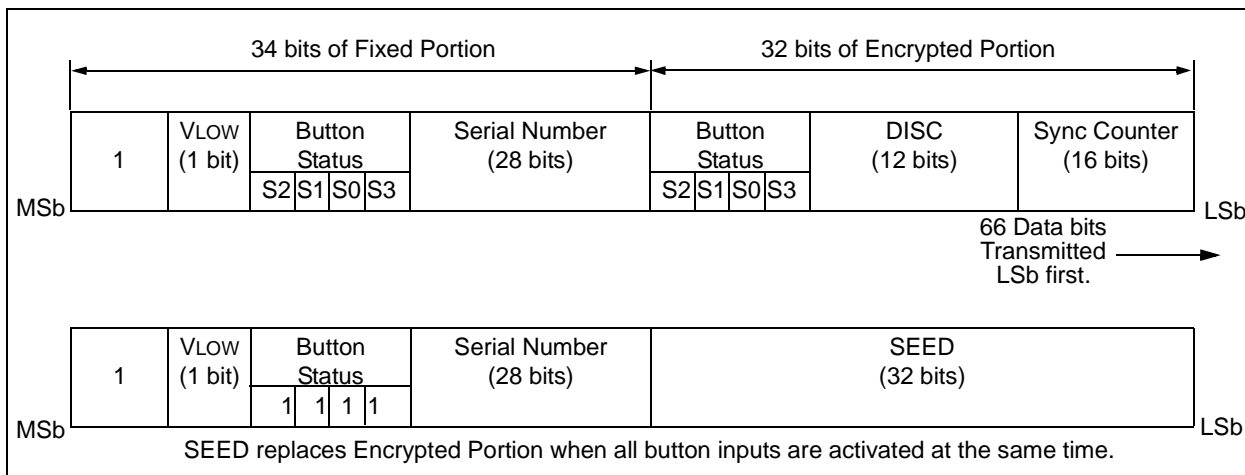 34 bits of Fixed Portion 32 bits of Encrypted Portion
1 VLOW (1 bit) Button Status S2 S1 S0 S3 Serial Number (28 bits) Button Status S2 S1 S0 S3 DISC (12 bits) Sync Counter (16 bits)
MSb LSb
66 Data bits
Transmitted
LSb first.
1 VLOW (1 bit) Button Status 1 1 1 1 Serial Number (28 bits) SEED (32 bits)
MSb LSb
SEED replaces Encrypted Portion when all button inputs are activated at the same time.